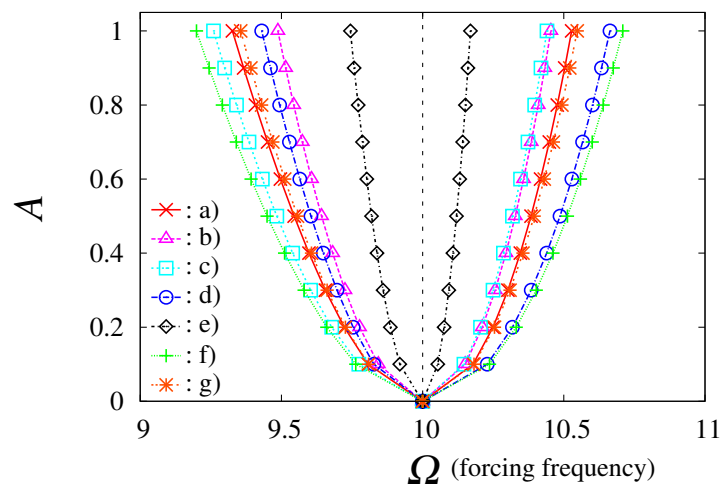 1
0.8
0.6
0.4
0.2
0
A
: a)
: b)
: c)
: d)
: e)
: f)
: g)
9 9.5 10 10.5 11
Ω (forcing frequency)